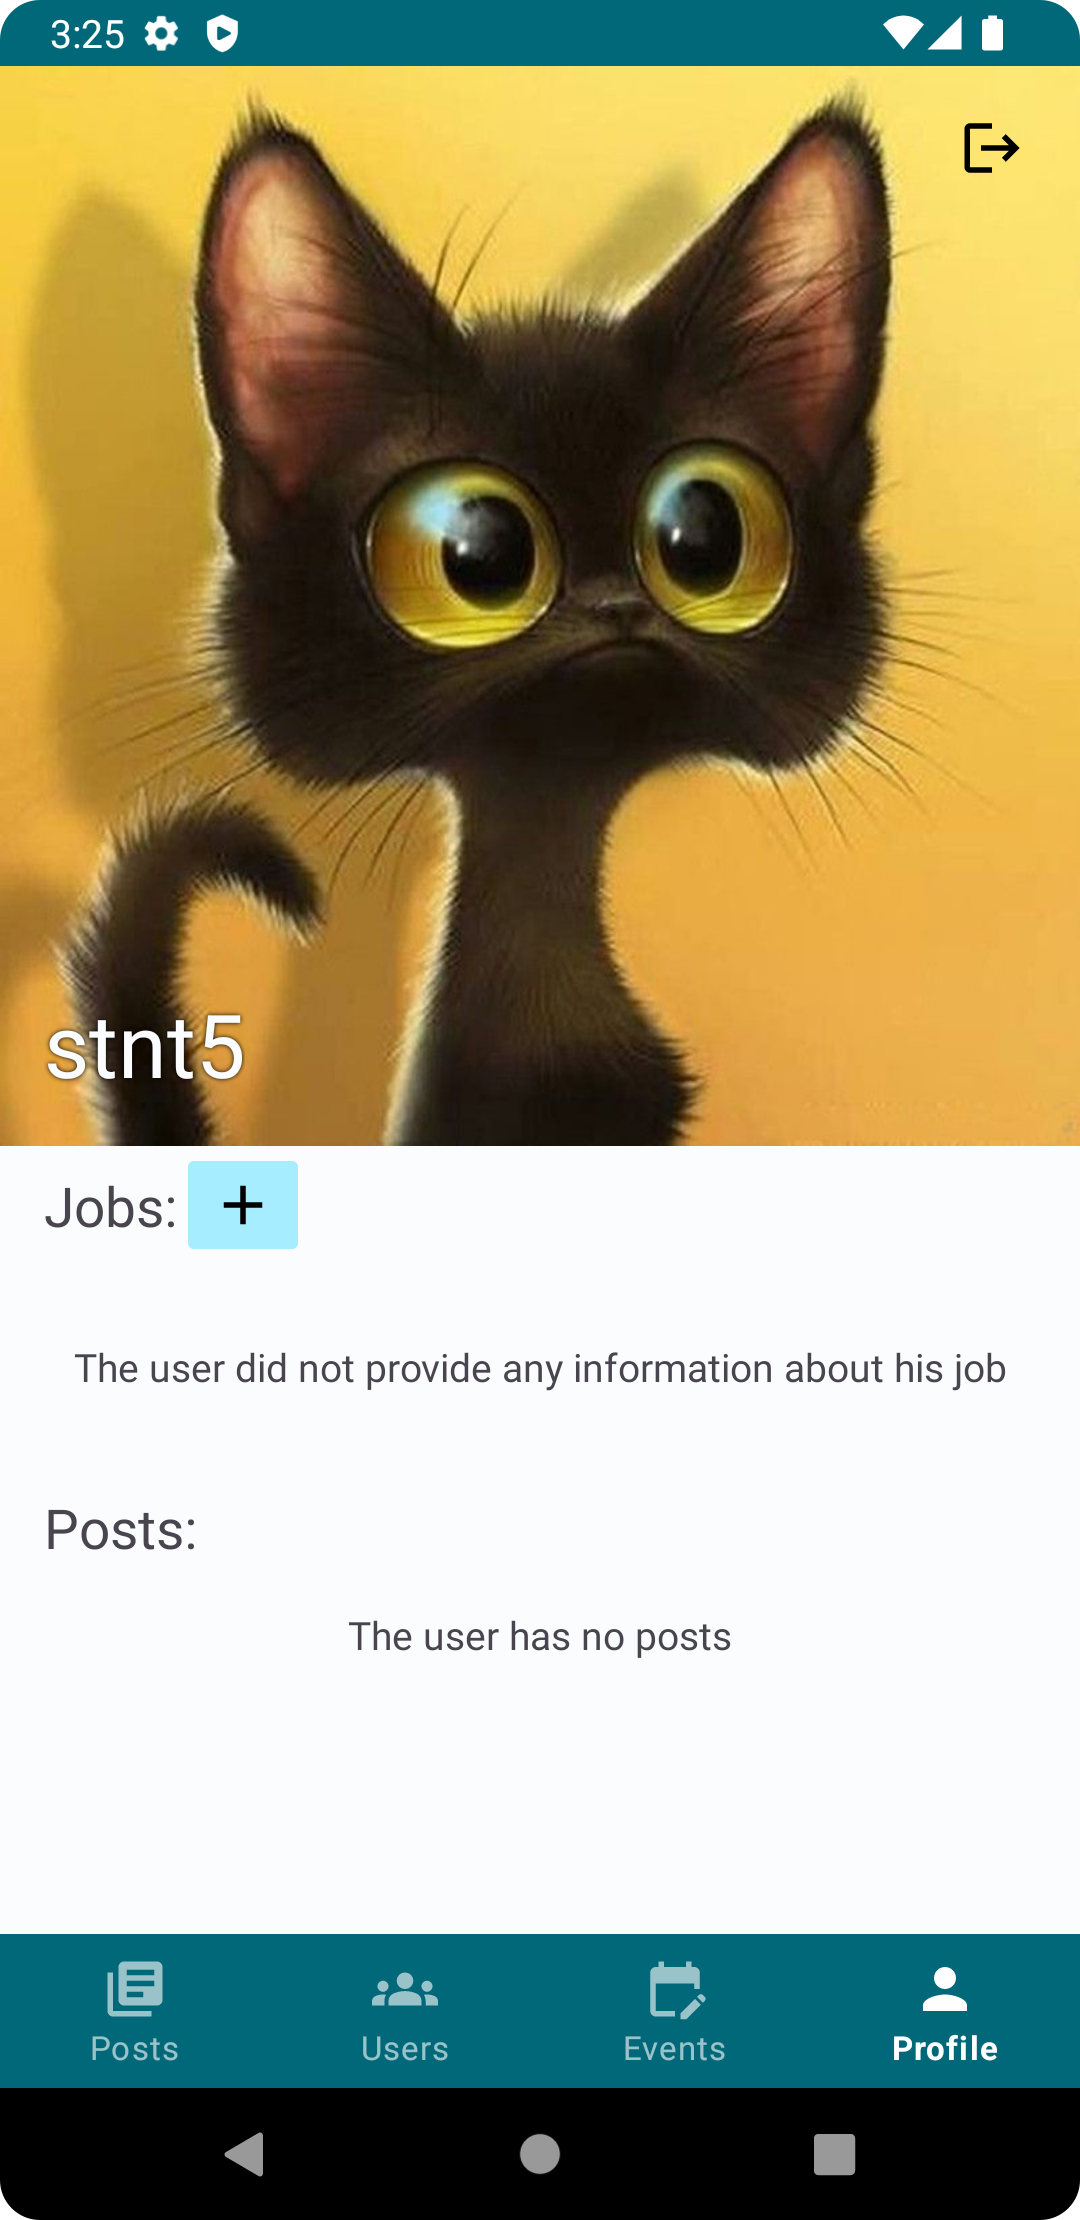 3:25
stnt5
Jobs:
The user did not provide any information about his job
Posts:
The user has no posts
Posts Users Events Profile